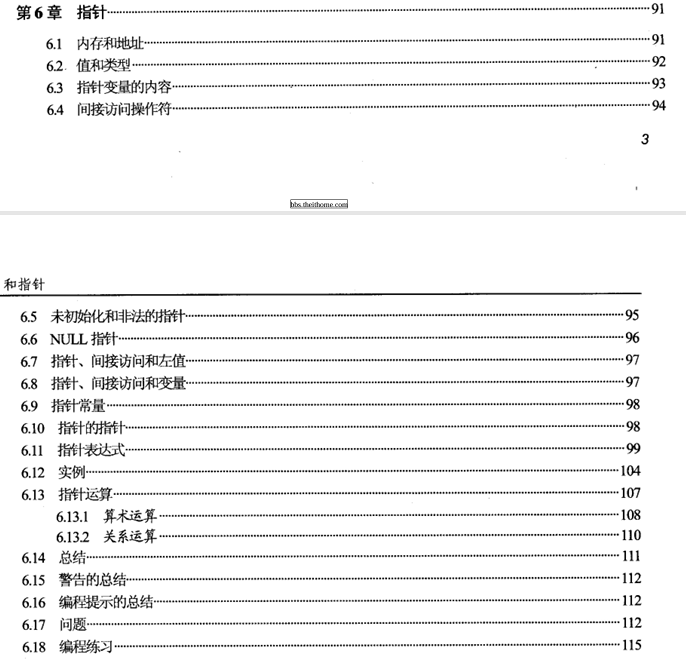 第 6 章 指针……………………91
6.1 内存和地址……………………91
6.2 值和类型……………………92
6.3 指针变量的内容……………………93
6.4 间接访问操作符……………………94
3
bbs.theithome.com
和指针
6.5 未初始化和非法的指针……………………95
6.6 NULL 指针……………………96
6.7 指针、间接访问和左值……………………97
6.8 指针、间接访问和变量……………………97
6.9 指针常量……………………98
6.10 指针的指针……………………98
6.11 指针表达式……………………99
6.12 实例……………………104
6.13 指针运算……………………107
6.13.1 算术运算……………………108
6.13.2 关系运算……………………110
6.14 总结……………………111
6.15 警告的总结……………………112
6.16 编程提示的总结……………………112
6.17 问题……………………112
6.18 编程练习……………………115